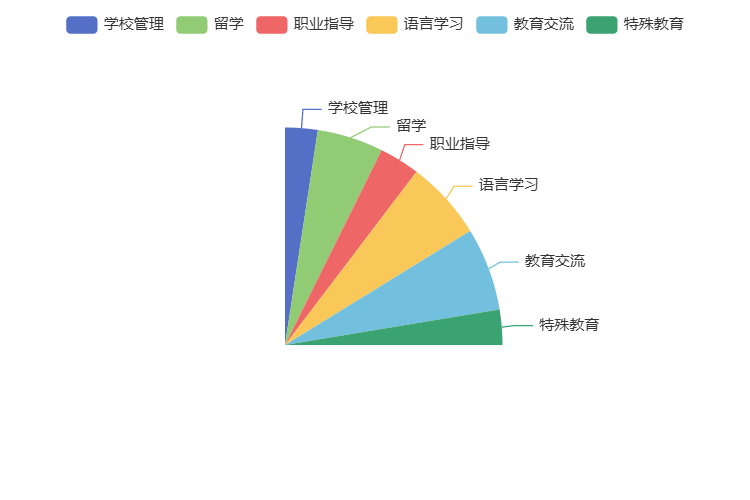 学校管理 留学 职业指导 语言学习 教育交流 特殊教育
学校管理
留学
职业指导
语言学习
教育交流
特殊教育